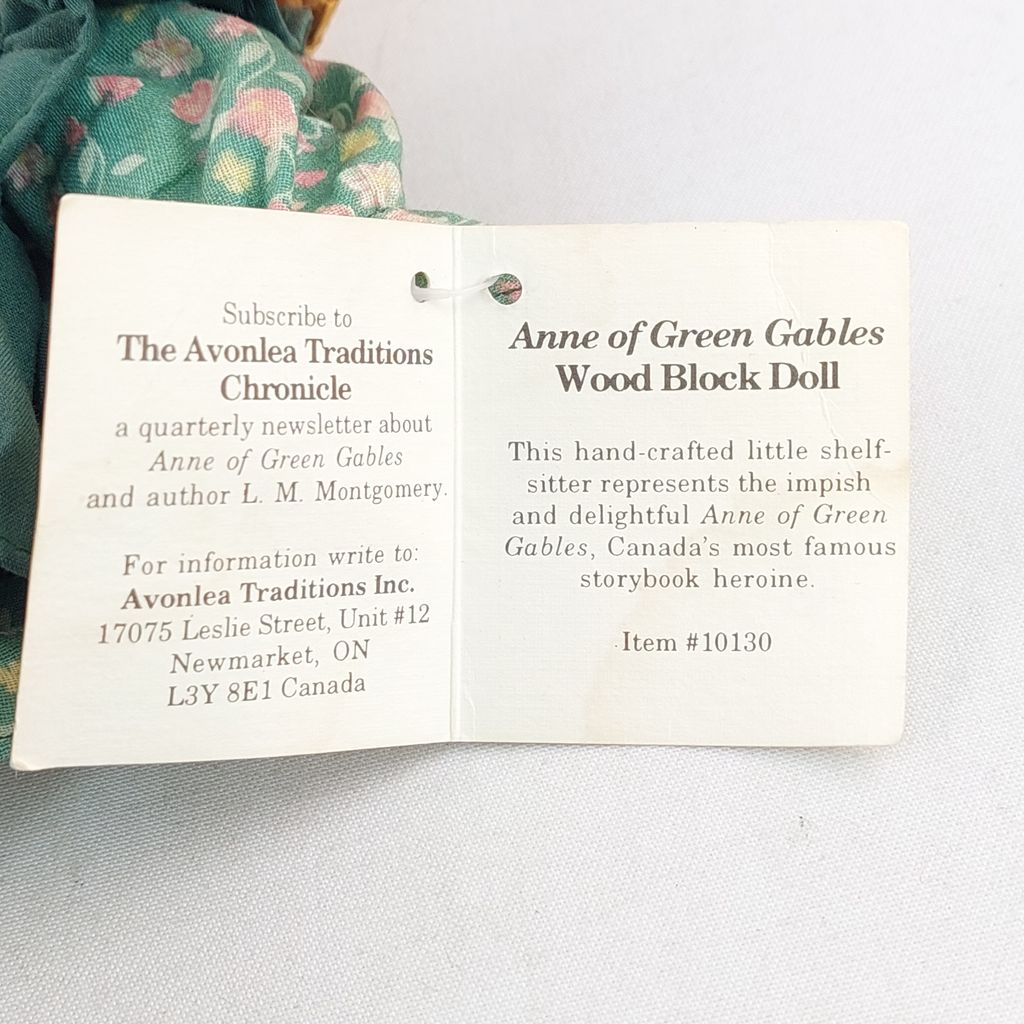 Subscribe to
The Avonlea Traditions
Chronicle
a quarterly newsletter about
Anne of Green Gables
and author L. M. Montgomery.
For information write to:
Avonlea Traditions Inc.
17075 Leslie Street, Unit #12
Newmarket, ON
L3Y 8E1 Canada
Anne of Green Gables
Wood Block Doll
This hand-crafted little shelf-
sitter represents the impish
and delightful Anne of Green
Gables, Canada's most famous
storybook heroine.
Item #10130